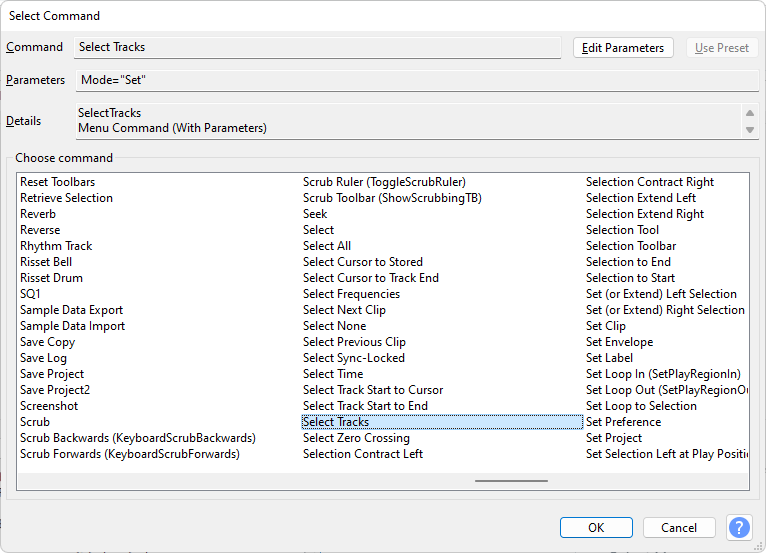 Select Command
Command
Select Tracks
Edit Parameters
Use Preset
Parameters
Mode="Set"
Details
SelectTracks
Menu Command (With Parameters)
Choose command
Reset Toolbars
Retrieve Selection
Reverb
Reverse
Rhythm Track
Risset Bell
Risset Drum
SQ1
Sample Data Export
Sample Data Import
Save Copy
Save Log
Save Project
Save Project2
Screenshot
Scrub
Scrub Backwards (KeyboardScrubBackwards)
Scrub Forwards (KeyboardScrubForwards)
Scrub Ruler (ToggleScrubRuler)
Scrub Toolbar (ShowScrubbingTB)
Seek
Select
Select All
Select Cursor to Stored
Select Cursor to Track End
Select Frequencies
Select Next Clip
Select None
Select Previous Clip
Select Sync-Locked
Select Time
Select Track Start to Cursor
Select Track Start to End
Select Tracks
Select Zero Crossing
Selection Contract Left
Selection Contract Right
Selection Extend Left
Selection Extend Right
Selection Tool
Selection Toolbar
Selection to End
Selection to Start
Set (or Extend) Left Selection
Set (or Extend) Right Selection
Set Clip
Set Envelope
Set Label
Set Loop In (SetPlayRegionIn)
Set Loop Out (SetPlayRegionOu
Set Loop to Selection
Set Preference
Set Project
Set Selection Left at Play Positi
OK
Cancel
?